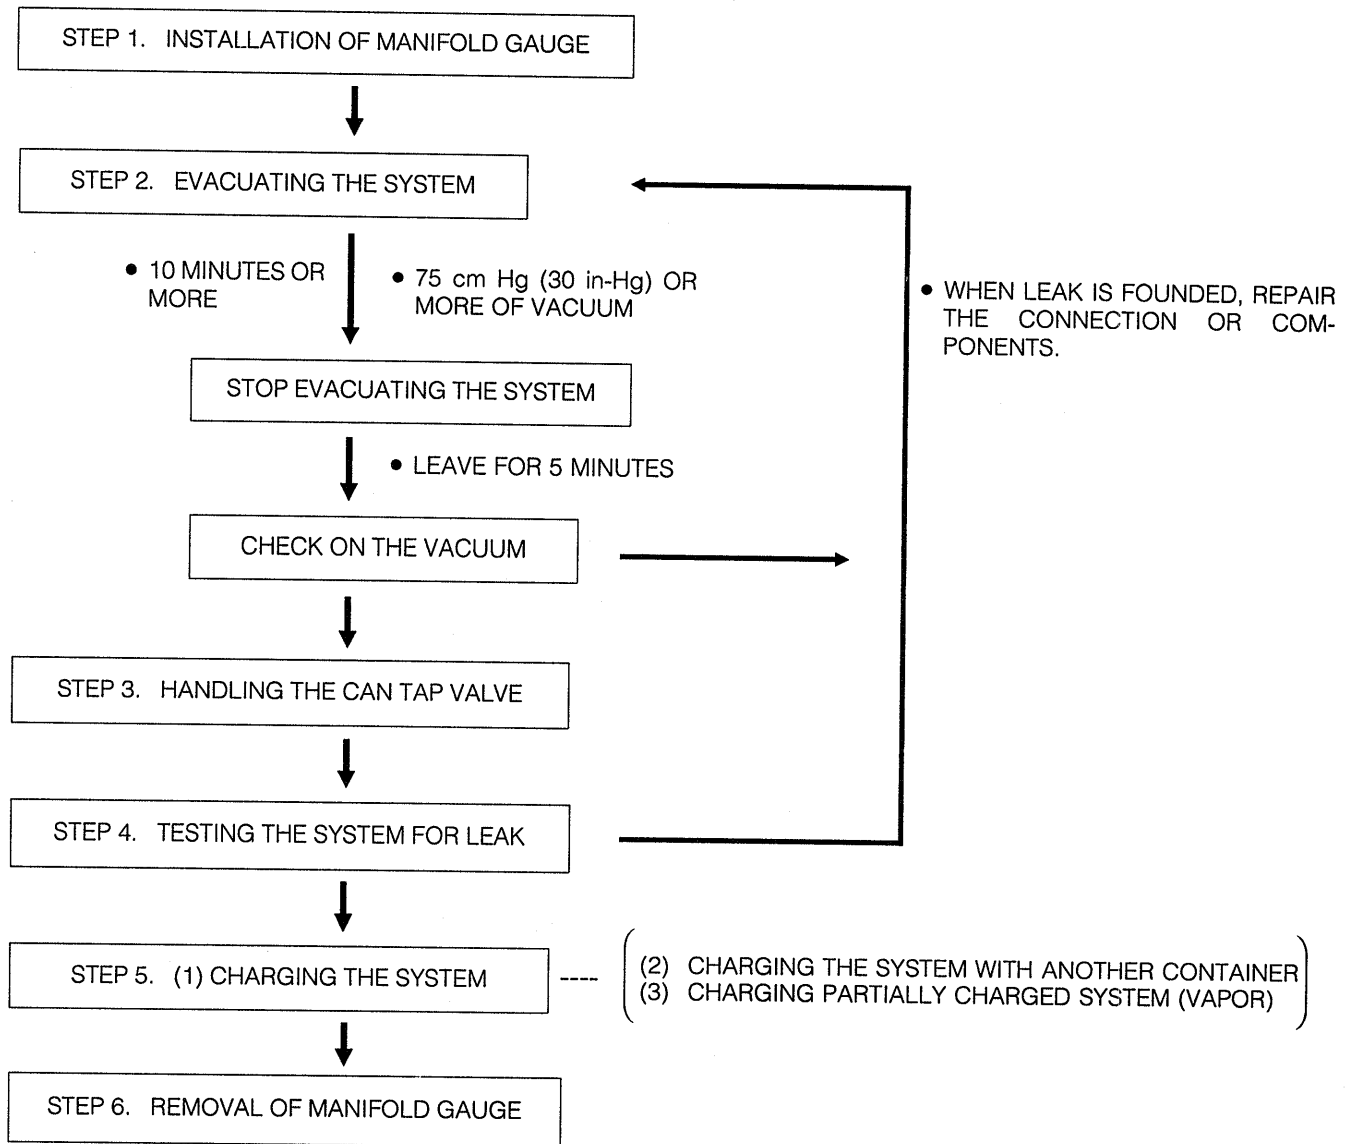 STEP 1. INSTALLATION OF MANIFOLD GAUGE
STEP 2. EVACUATING THE SYSTEM
• 10 MINUTES OR
MORE
• 75 cm Hg (30 in-Hg) OR
MORE OF VACUUM
• WHEN LEAK IS FOUNDED, REPAIR
THE CONNECTION OR COM-
PONENTS.
STOP EVACUATING THE SYSTEM
• LEAVE FOR 5 MINUTES
CHECK ON THE VACUUM
STEP 3. HANDLING THE CAN TAP VALVE
STEP 4. TESTING THE SYSTEM FOR LEAK
STEP 5. (1) CHARGING THE SYSTEM
(2) CHARGING THE SYSTEM WITH ANOTHER CONTAINER
(3) CHARGING PARTIALLY CHARGED SYSTEM (VAPOR)
STEP 6. REMOVAL OF MANIFOLD GAUGE